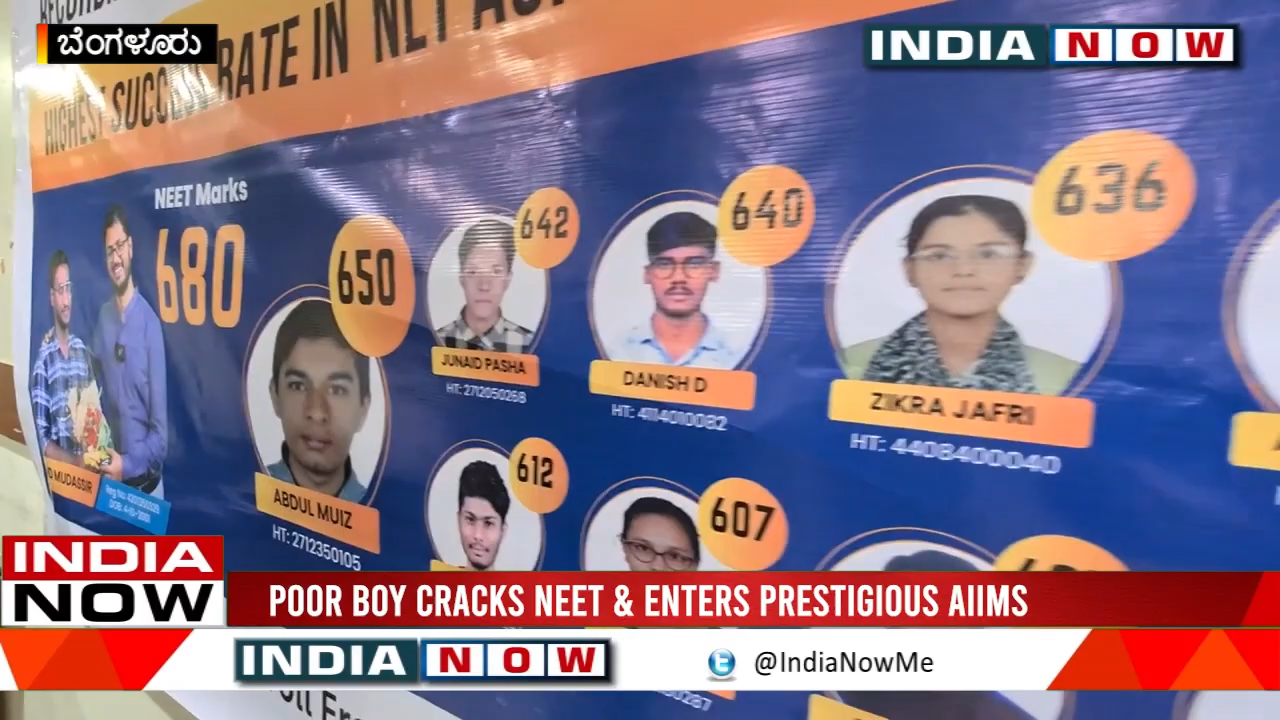 ಬೆಂಗಳೂರು
INDIA NOW
HIGHEST SUCCESS RATE IN
NEET Marks
680
650
642
640
636
JUNAID PASHA
HT: 2712050268
DANISH D
HT: 4114010082
ZIKRA JAFRI
HT: 4408400040
MUDASSIR
ABDUL MUIZ
HT: 2712350105
612
607
INDIA
NOW
POOR BOY CRACKS NEET & ENTERS PRESTIGIOUS AIIMS
INDIA NOW
@IndiaNowMe